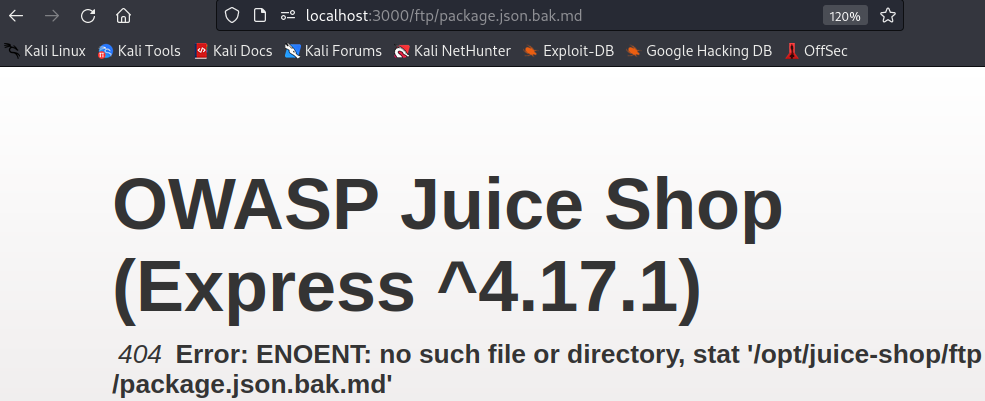 localhost:3000/ftp/package.json.bak.md
120%
Kali Linux Kali Tools Kali Docs Kali Forums Kali NetHunter Exploit-DB Google Hacking DB OffSec
OWASP Juice Shop
(Express ^4.17.1)
404 Error: ENOENT: no such file or directory, stat '/opt/juice-shop/ftp
/package.json.bak.md'